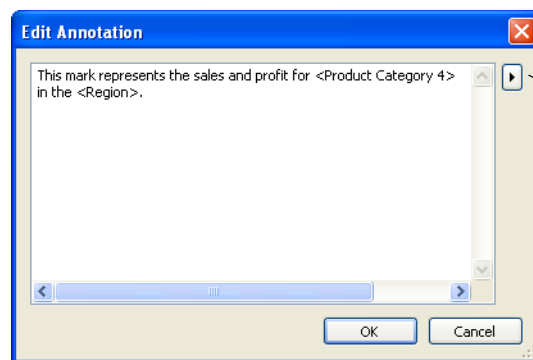 Edit Annotation
This mark represents the sales and profit for <Product Category 4>
in the <Region>.
OK
Cancel